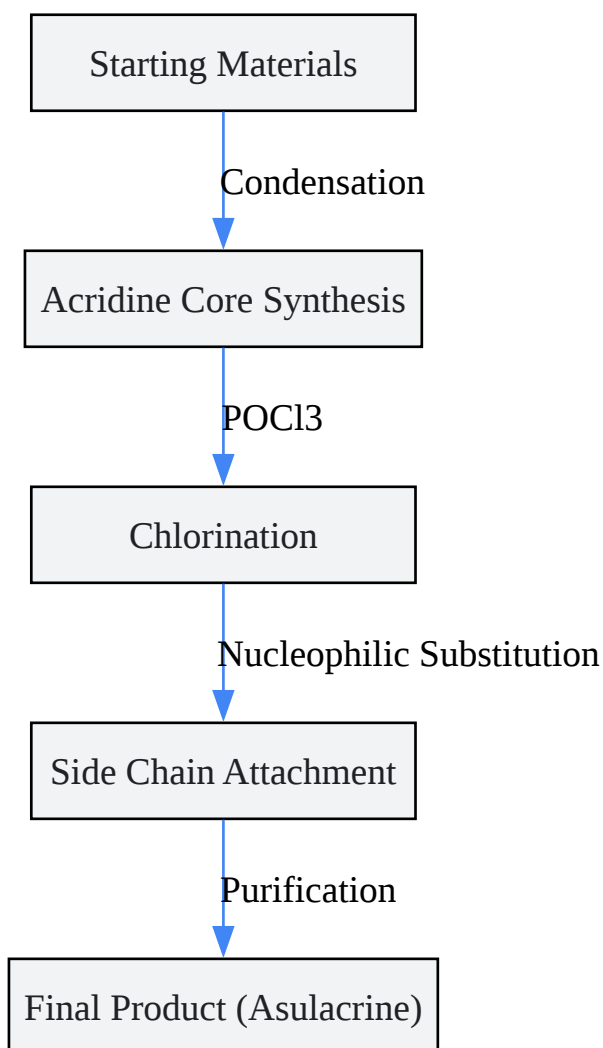 Starting Materials
Condensation
Acridine Core Synthesis
POCl3
Chlorination
Nucleophilic Substitution
Side Chain Attachment
Purification
Final Product (Asulacrine)